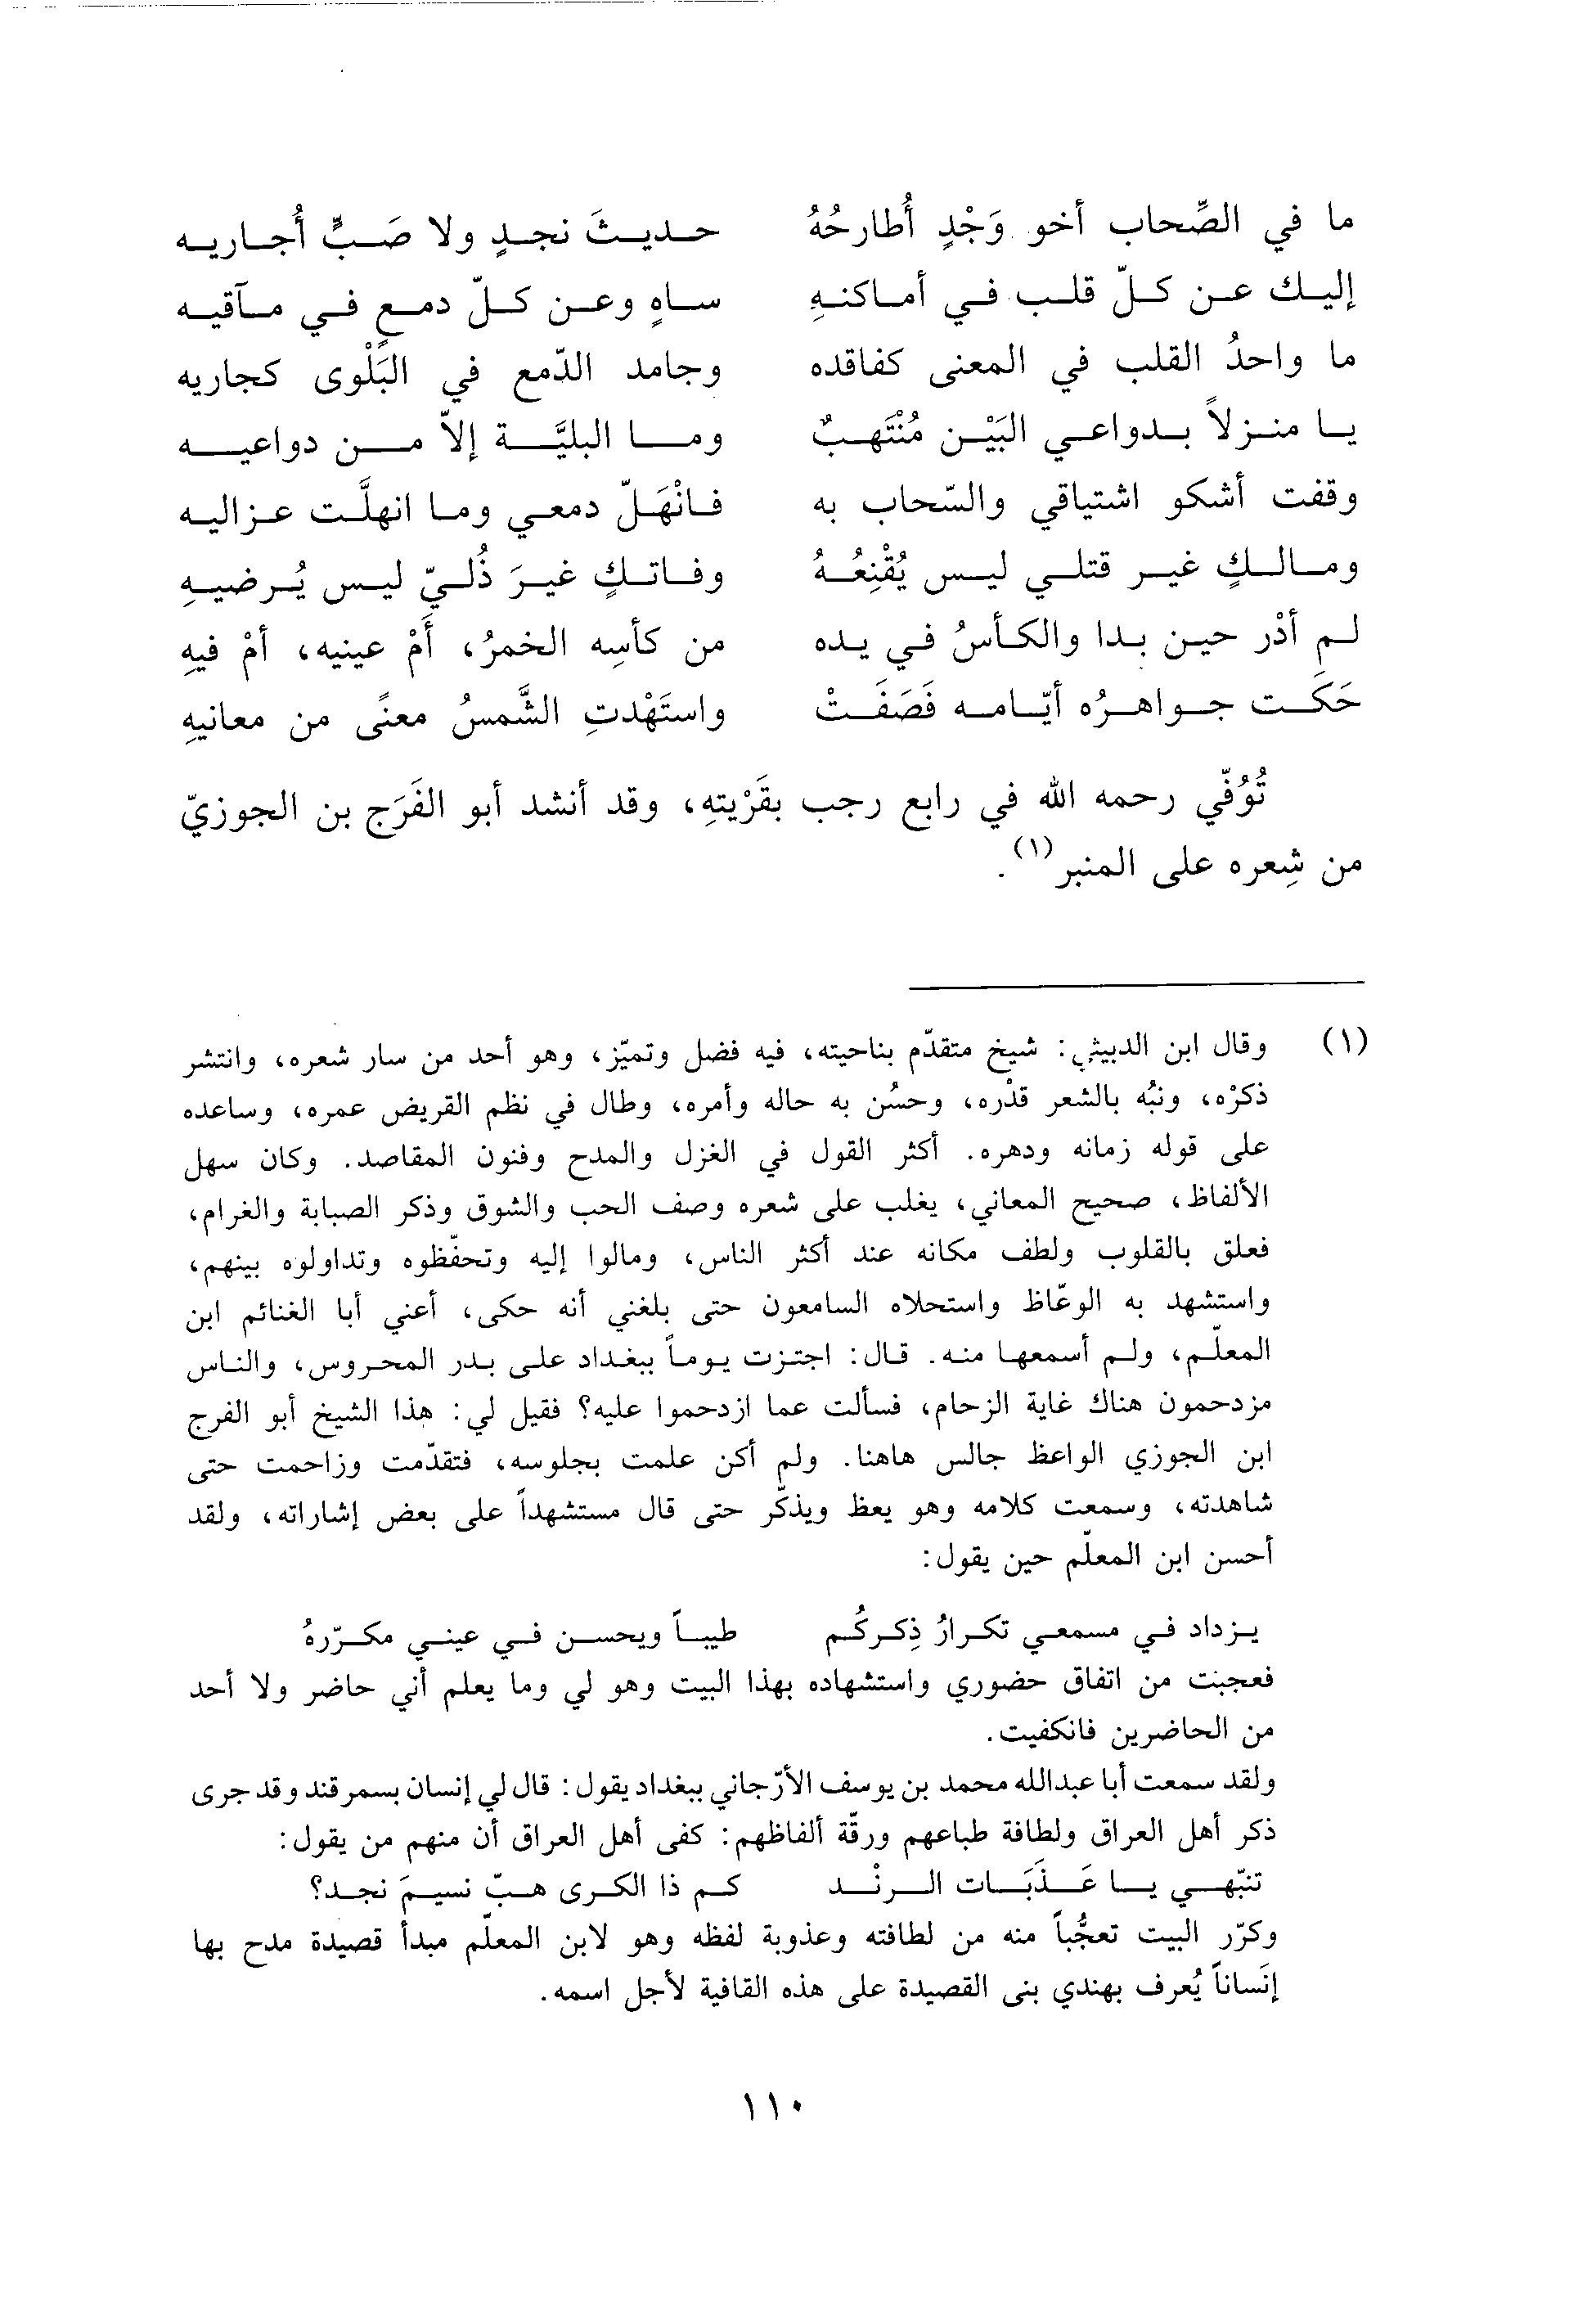 ما في الصِّحاب أخو وَجْدٍ أُطارحُهُ حديثَ نجدٍ ولا صَبٍّ أُجاريه
إليك عن كلّ قلب في أماكنهِ ساهٍ وعن كلّ دمعٍ في مآقيه
ما واحدُ القلب في المعنى كفاقده وجامد الدّمع في البَلْوى كجاريه
يا منزلاً بدواعي البَيْن مُنْتَهبٌ وما البليَّة إلاّ من دواعيه
وقفت أشكو اشتياقي والسّحاب به فانْهَلّ دمعي وما انهلَّت عزاليه
ومالكٍ غير قتلي ليس يُقْنِعُهُ وفاتكٍ غيرَ ذُليّ ليس يُرضيهِ
لم أدْر حين بدا والكأسُ في يده من كأسِه الخمرُ، أَمْ عينيه، أمْ فيهِ
حَكَت جواهرُه أيّامه فَصَفَتْ واستَهْدتِ الشَّمسُ معنًى من معانيهِ
تُوُفّي رحمه الله في رابع رجب بقَرْيتهِ، وقد أنشد أبو الفَرَج بن الجوزيّ
من شِعره على المنبر(١).
(١) وقال ابن الدبيثي: شيخ متقدّم بناحيته، فيه فضل وتميّز، وهو أحد من سار شعره، وانتشر
ذكرْه، ونبُه بالشعر قدْره، وحسُن به حاله وأمره، وطال في نظم القريض عمره، وساعده
على قوله زمانه ودهره. أكثر القول في الغزل والمدح وفنون المقاصد. وكان سهل
الألفاظ، صحيح المعاني، يغلب على شعره وصف الحب والشوق وذكر الصبابة والغرام،
فعلق بالقلوب ولطف مكانه عند أكثر الناس، ومالوا إليه وتحفّظوه وتداولوه بينهم،
واستشهد به الوعّاظ واستحلاه السامعون حتى بلغني أنه حكى، أعني أبا الغنائم ابن
المعلّم، ولم أسمعها منه. قال: اجتزت يوماً ببغداد على بدر المحروس، والناس
مزدحمون هناك غاية الزحام، فسألت عما ازدحموا عليه؟ فقيل لي: هذا الشيخ أبو الفرج
ابن الجوزي الواعظ جالس هاهنا. ولم أكن علمت بجلوسه، فتقدّمت وزاحمت حتى
شاهدته، وسمعت كلامه وهو يعظ ويذكّر حتى قال مستشهداً على بعض إشاراته، ولقد
أحسن ابن المعلّم حين يقول:
يزداد في مسمعي تكرارُ ذِكركُم طيباً ويحسن في عيني مكرّرهُ
فعجبت من اتفاق حضوري واستشهاده بهذا البيت وهو لي وما يعلم أني حاضر ولا أحد
من الحاضرين فانكفيت.
ولقد سمعت أبا عبدالله محمد بن يوسف الأرّجاني ببغداد يقول: قال لي إنسان بسمرقند وقد جرى
ذكر أهل العراق ولطافة طباعهم ورقّة ألفاظهم: كفى أهل العراق أن منهم من يقول:
تنبّهي يا عَذَبَات الرنْد كم ذا الكرى هبّ نسيمَ نجد؟
وكرّر البيت تعجُّباً منه من لطافته وعذوبة لفظه وهو لابن المعلّم مبدأ قصيدة مدح بها
إنَساناً يُعرف بهندي بنى القصيدة على هذه القافية لأجل اسمه.
١١٠